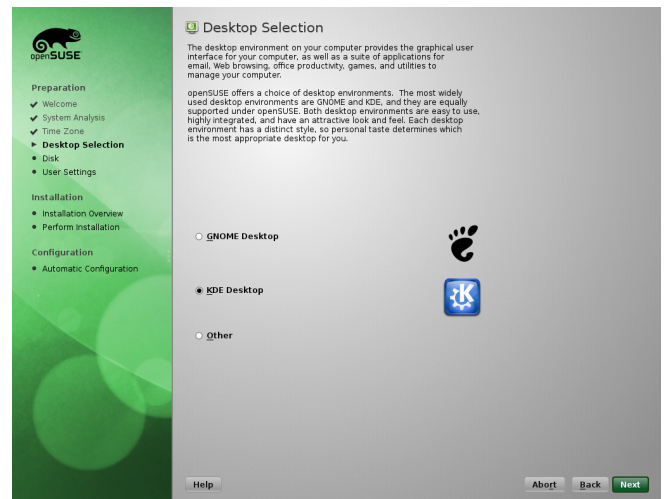 openSUSE
Preparation
Welcome
System Analysis
Time Zone
Desktop Selection
Disk
User Settings
Installation
Installation Overview
Perform Installation
Configuration
Automatic Configuration
Desktop Selection
The desktop environment on your computer provides the graphical user
interface for your computer, as well as a suite of applications for
email, Web browsing, office productivity, games, and utilities to
manage your computer.
openSUSE offers a choice of desktop environments. The most widely
used desktop environments are GNOME and KDE, and they are equally
supported under openSUSE. Both desktop environments are easy to use,
highly integrated, and have an attractive look and feel. Each desktop
environment has a distinct style, so personal taste determines which
is the most appropriate desktop for you.
GNOME Desktop
KDE Desktop
K
Other
Help
Abort
Back
Next